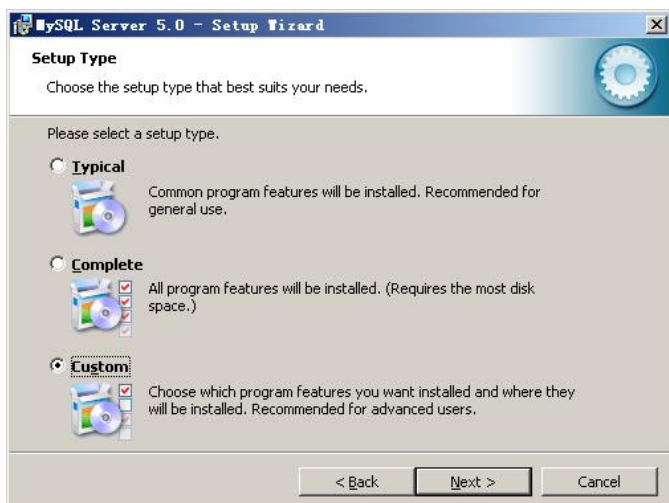 MySQL Server 5.0 - Setup Wizard
Setup Type
Choose the setup type that best suits your needs.
Please select a setup type.
Typical
Common program features will be installed. Recommended for
general use.
Complete
All program features will be installed. (Requires the most disk
space.)
Custom
Choose which program features you want installed and where they
will be installed. Recommended for advanced users.
< Back
Next >
Cancel